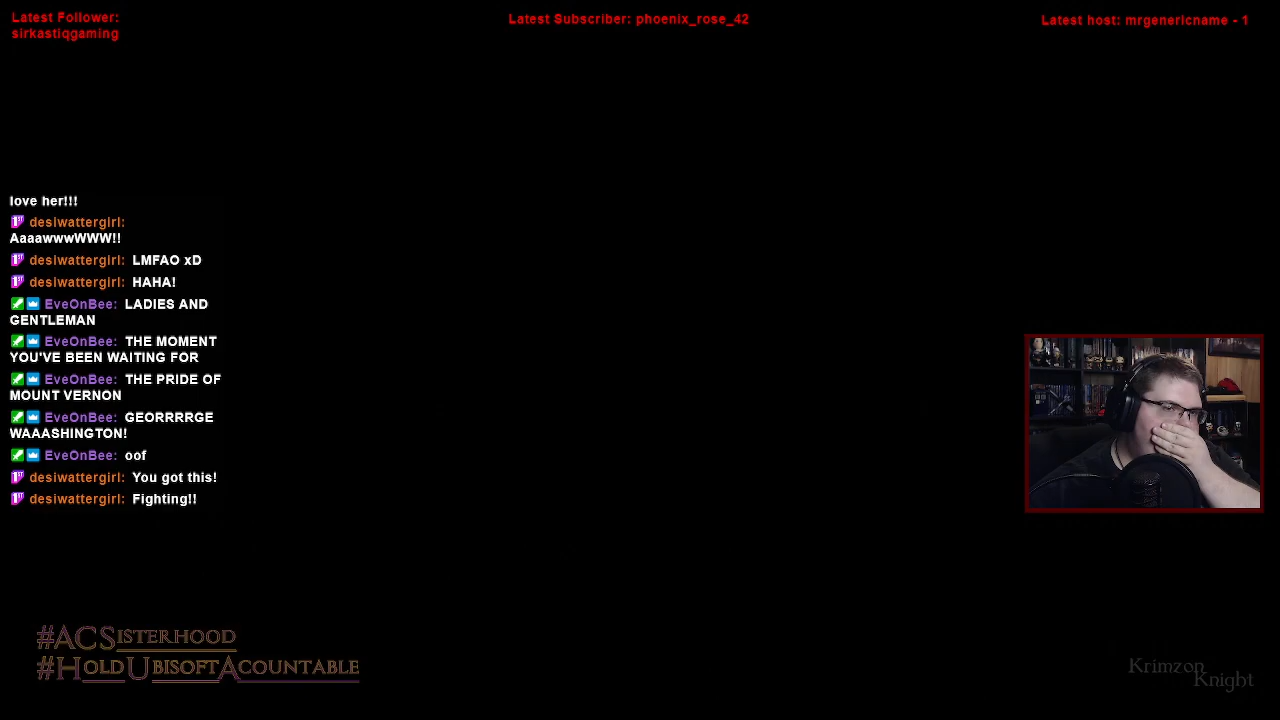 Latest Follower:
sirkastiqgaming
Latest Subscriber: phoenix_rose_42
Latest host: mrgenericname - 1
love her!!!
desiwattergirl:
AaaawwwWWW!!
desiwattergirl: LMFAO xD
desiwattergirl: HAHA!
EveOnBee: LADIES AND
GENTLEMAN
EveOnBee: THE MOMENT
YOU'VE BEEN WAITING FOR
EveOnBee: THE PRIDE OF
MOUNT VERNON
EveOnBee: GEORRRRGE
WAAASHINGTON!
EveOnBee: oof
desiwattergirl: You got this!
desiwattergirl: Fighting!!
#ACSISTERHOOD
#HOLDUBISOFTACOUNTABLE
Krimzon
Knight